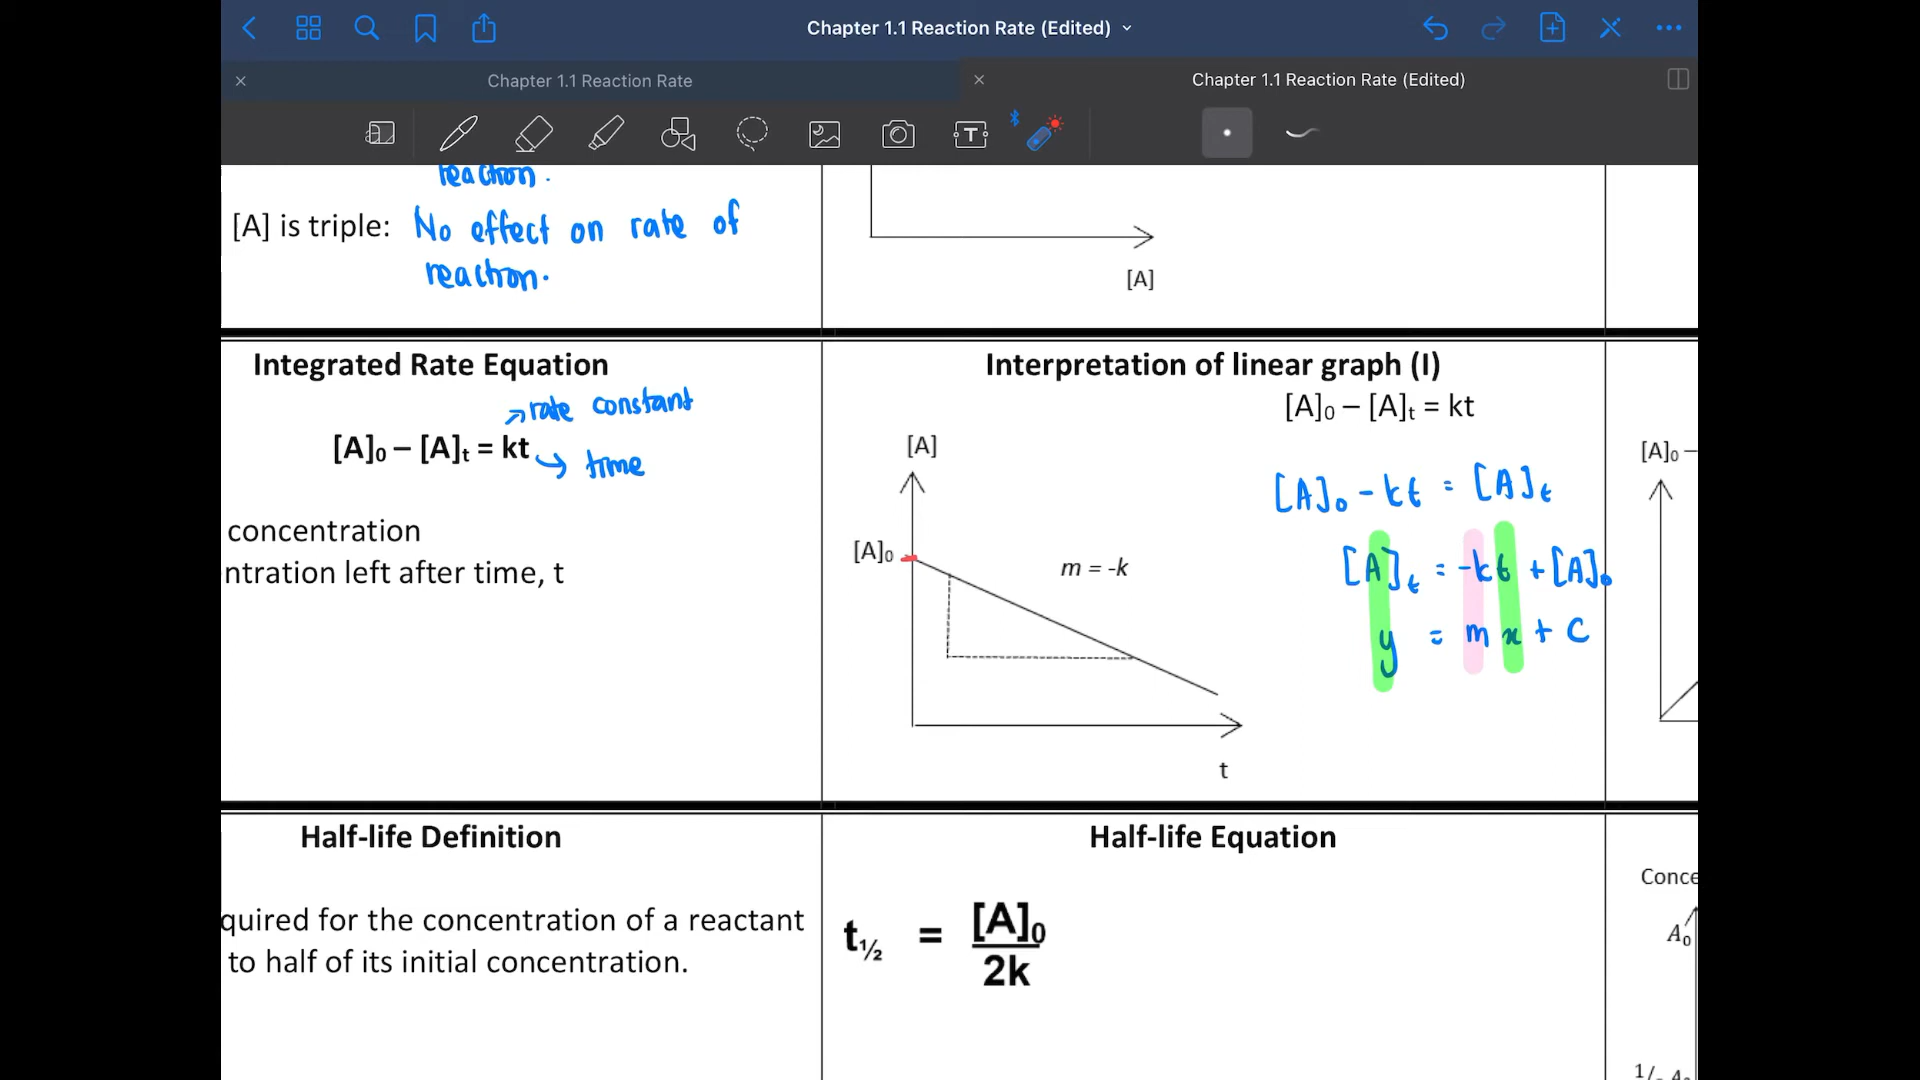 Chapter 1.1 Reaction Rate (Edited)
Chapter 1.1 Reaction Rate
Chapter 1.1 Reaction Rate (Edited)
reaction.
[A] is triple: No effect on rate of
reaction.
[A]
Integrated Rate Equation
rate constant
[A]₀ – [A]ₜ = kt
time
concentration
ntration left after time, t
Interpretation of linear graph (I)
[A]₀ – [A]ₜ = kt
[A]
[A]₀ - kt = [A]ₜ
[A]₀
m = -k
[A]ₜ = -kt + [A]₀
y = mx + c
t
[A]₀ –
Half-life Definition
quired for the concentration of a reactant
to half of its initial concentration.
Half-life Equation
t½ = [A]₀
2k
Conce
A₀